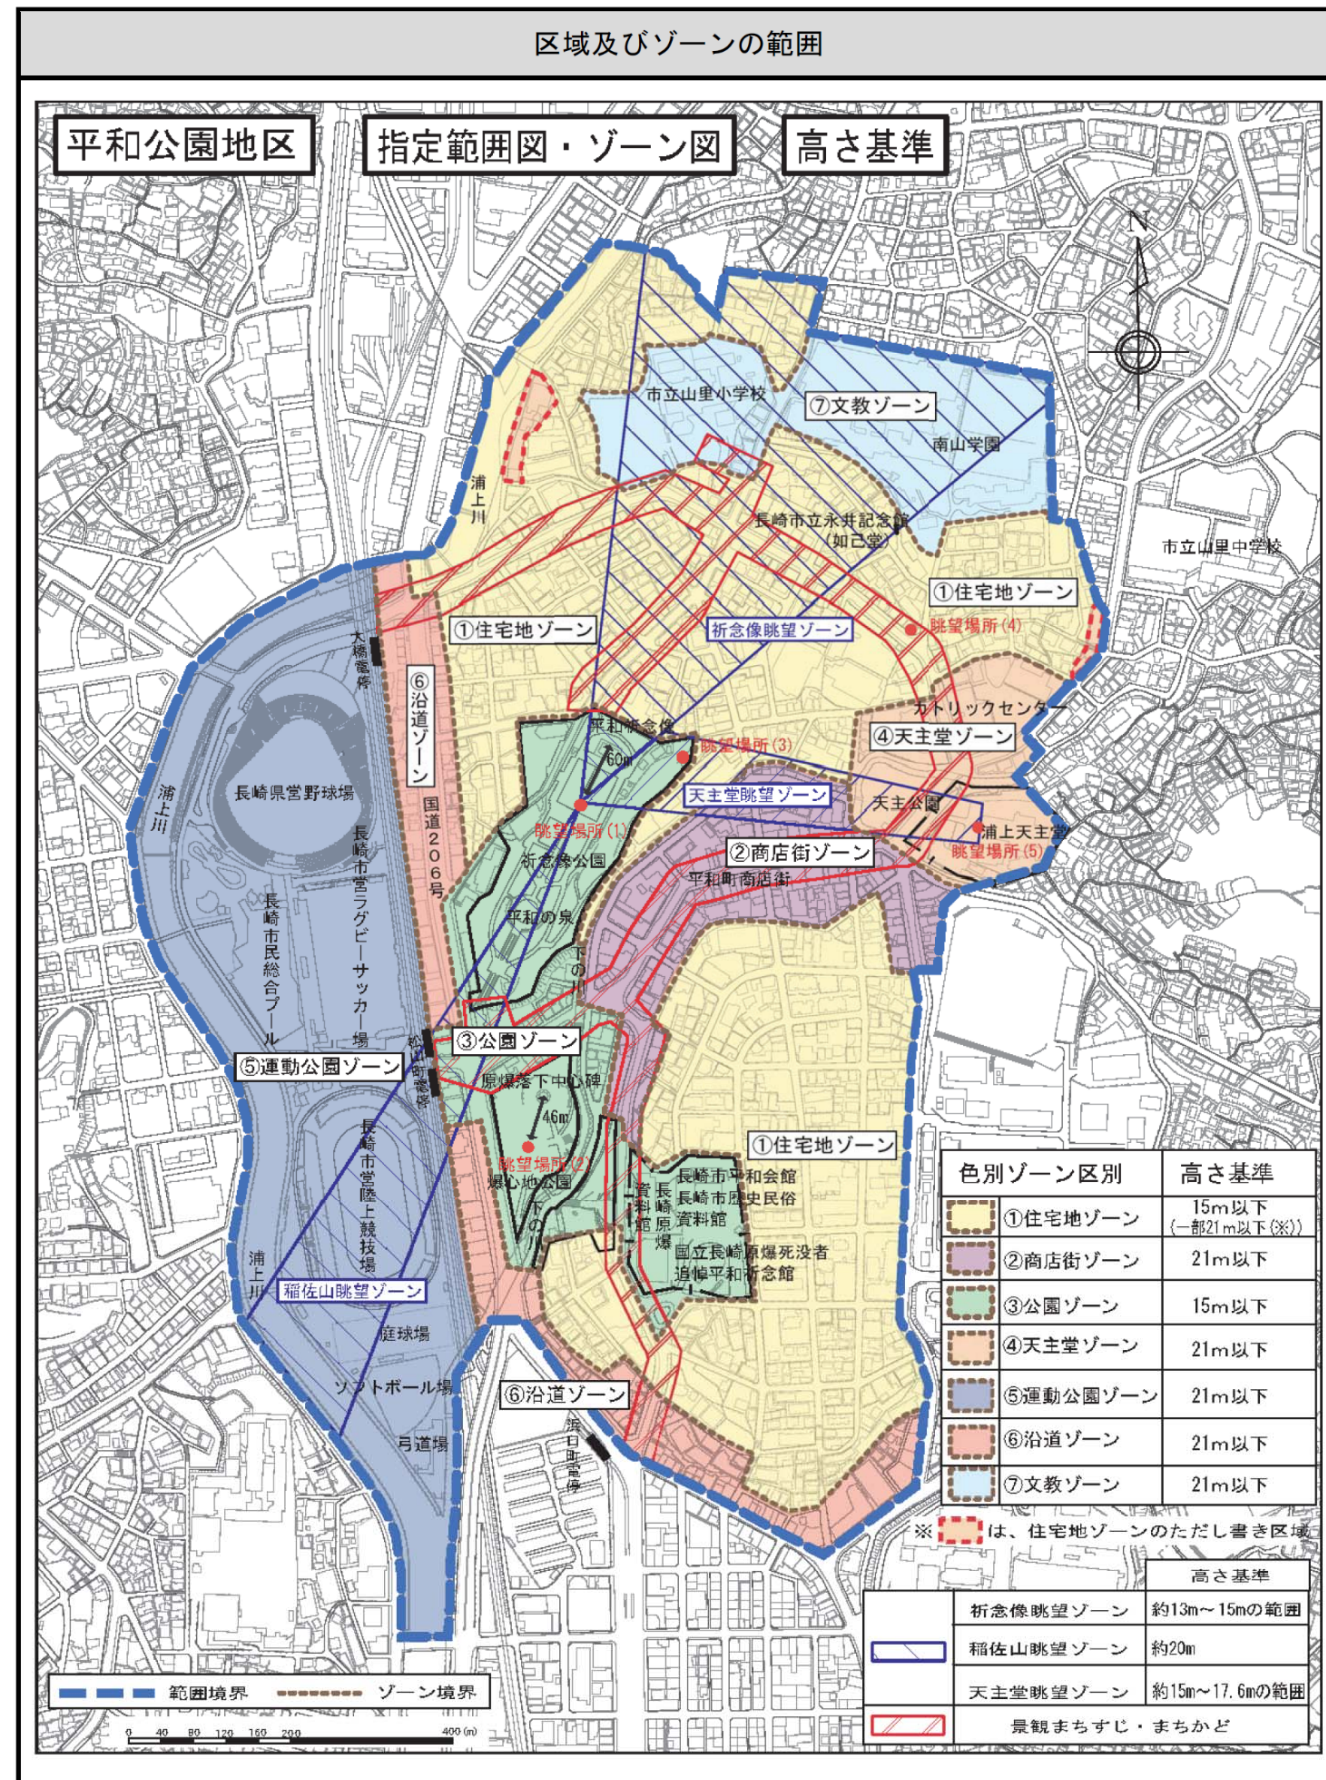 区域及びゾーンの範囲
平和公園地区
指定範囲図・ゾーン図
高さ基準
N
市立山里小学校
⑦文教ゾーン
南山学園
浦上川
長崎市立永井記念館
(如己堂)
市立山里中学校
①住宅地ゾーン
①住宅地ゾーン
祈念像眺望ゾーン
眺望場所(4)
大橋電停
⑥沿道ゾーン
カトリックセンター
平和祈念像
60m
眺望場所(3)
④天主堂ゾーン
浦上川
長崎県営野球場
国道206号
天主堂眺望ゾーン
天主公園
眺望場所(1)
浦上天主堂
眺望場所(5)
祈念像公園
②商店街ゾーン
平和町商店街
長崎市営ラグビーサッカー場
長崎市民総合プール
平和の泉
下の川
③公園ゾーン
⑤運動公園ゾーン
原爆落下中心碑
46m
長崎市営陸上競技場
眺望場所(2)
爆心地公園
下の川
①住宅地ゾーン
長崎市平和会館
長崎市歴史民俗
資料館
長崎原爆
資料館
国立長崎原爆死没者
追悼平和祈念館
浦上川
稲佐山眺望ゾーン
庭球場
ソフトボール場
⑥沿道ゾーン
弓道場
浜口町電停
色別ゾーン区別 高さ基準
①住宅地ゾーン 15m以下
(一部21m以下(※))
②商店街ゾーン 21m以下
③公園ゾーン 15m以下
④天主堂ゾーン 21m以下
⑤運動公園ゾーン 21m以下
⑥沿道ゾーン 21m以下
⑦文教ゾーン 21m以下
※ は、住宅地ゾーンのただし書き区域
高さ基準
祈念像眺望ゾーン 約13m～15mの範囲
稲佐山眺望ゾーン 約20m
天主堂眺望ゾーン 約15m～17.6mの範囲
景観まちすじ・まちかど
範囲境界 ゾーン境界
0 40 80 120 160 200 400 (m)